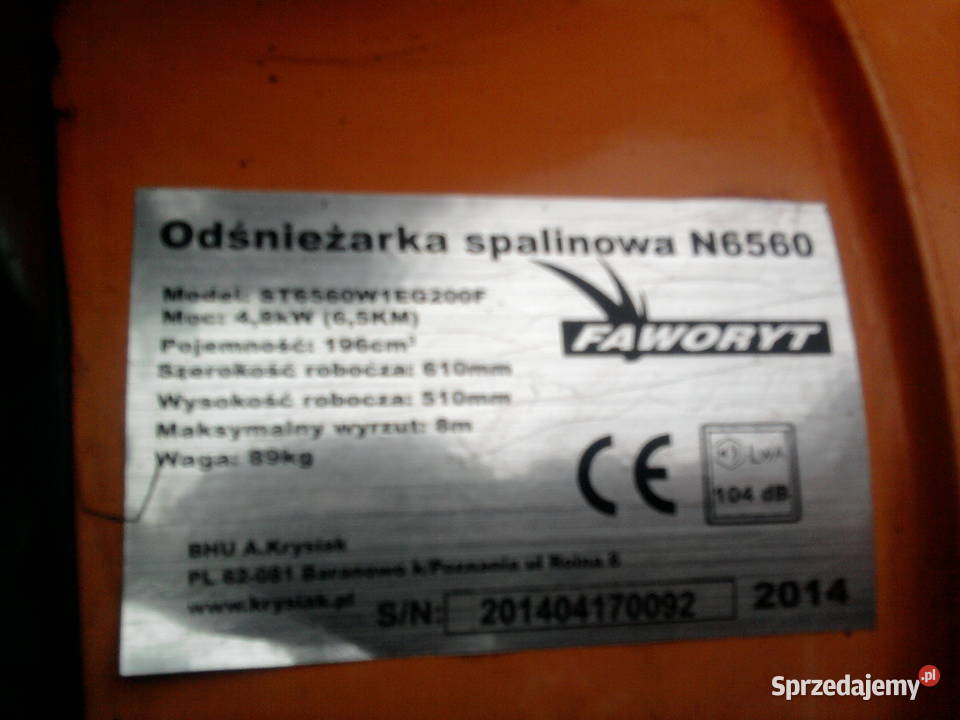 Odśnieżarka spalinowa N6560
Model: ST6560W1EG200F
Moc: 4,8kW (6,5KM)
Pojemność: 196cm³
Szerokość robocza: 610mm
Wysokość robocza: 510mm
Maksymalny wyrzut: 8m
Waga: 89kg
FAWORYT
CE
LWA
104 dB
BHU A.Krysiak
PL 62-081 Baranowo k/Poznania ul Rolna 6
www.krysiak.pl
S/N: 201404170092
2014
Sprzedajemy.pl